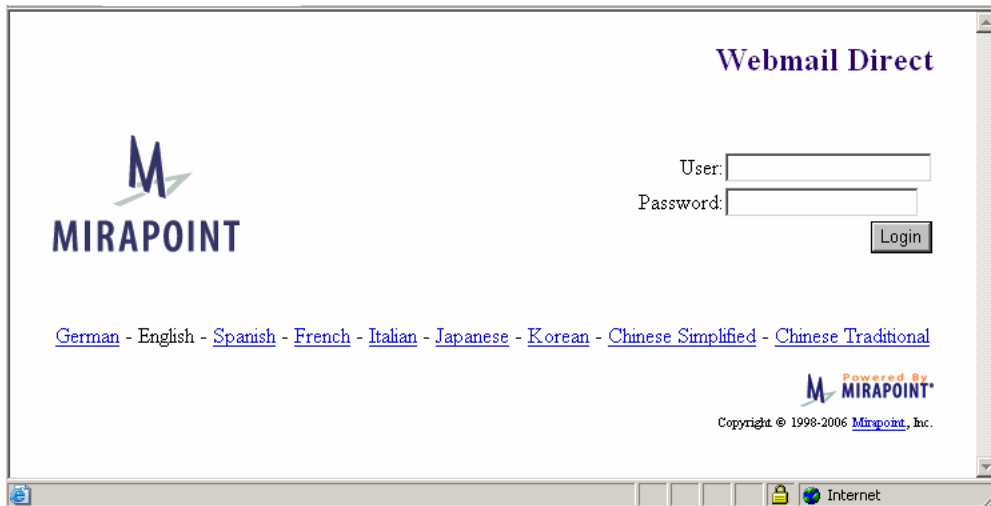 Webmail Direct
User:
Password:
MIRAPOINT
Login
German - English - Spanish - French - Italian - Japanese - Korean - Chinese Simplified - Chinese Traditional
Powered By
MIRAPOINT®
Copyright © 1998-2006 Mirapoint, Inc.
Internet